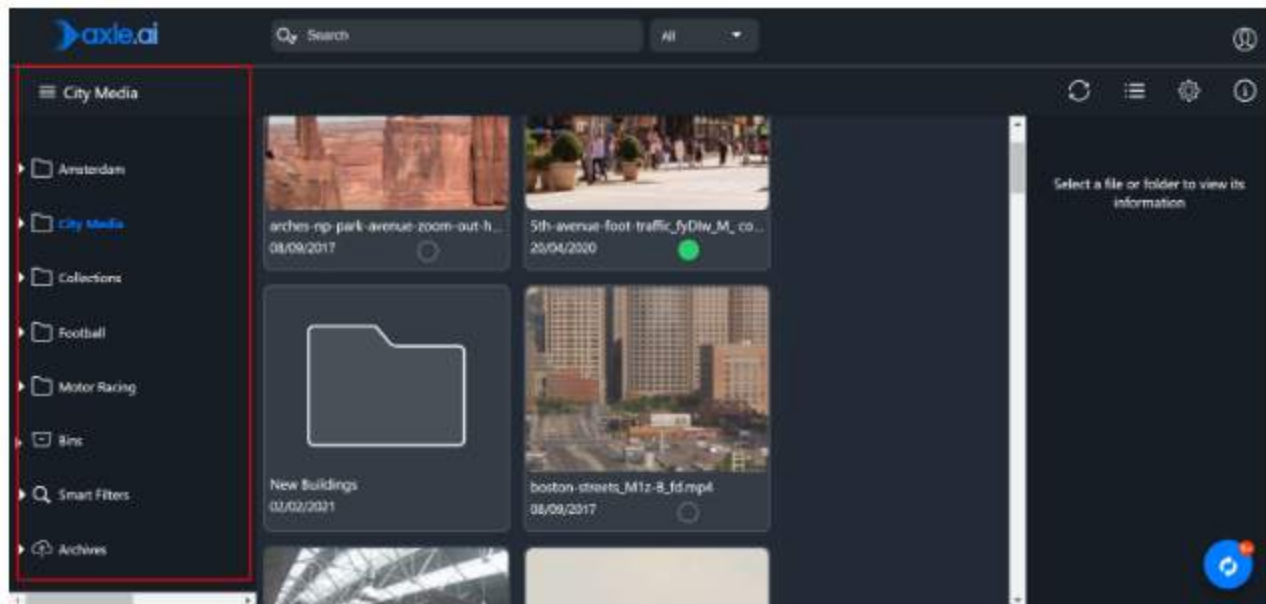 axle.ai
Search
All
City Media
Amsterdam
City Media
Collections
Football
Motor Racing
Bins
Smart Filters
Archives
arches-np-park-avenue-zoom-out-h...
08/09/2017
5th-avenue-foot-traffic_fyDIw_M_ co...
20/04/2020
New Buildings
02/02/2021
boston-streets_M1z-8_fd.mp4
08/09/2017
Select a file or folder to view its
information